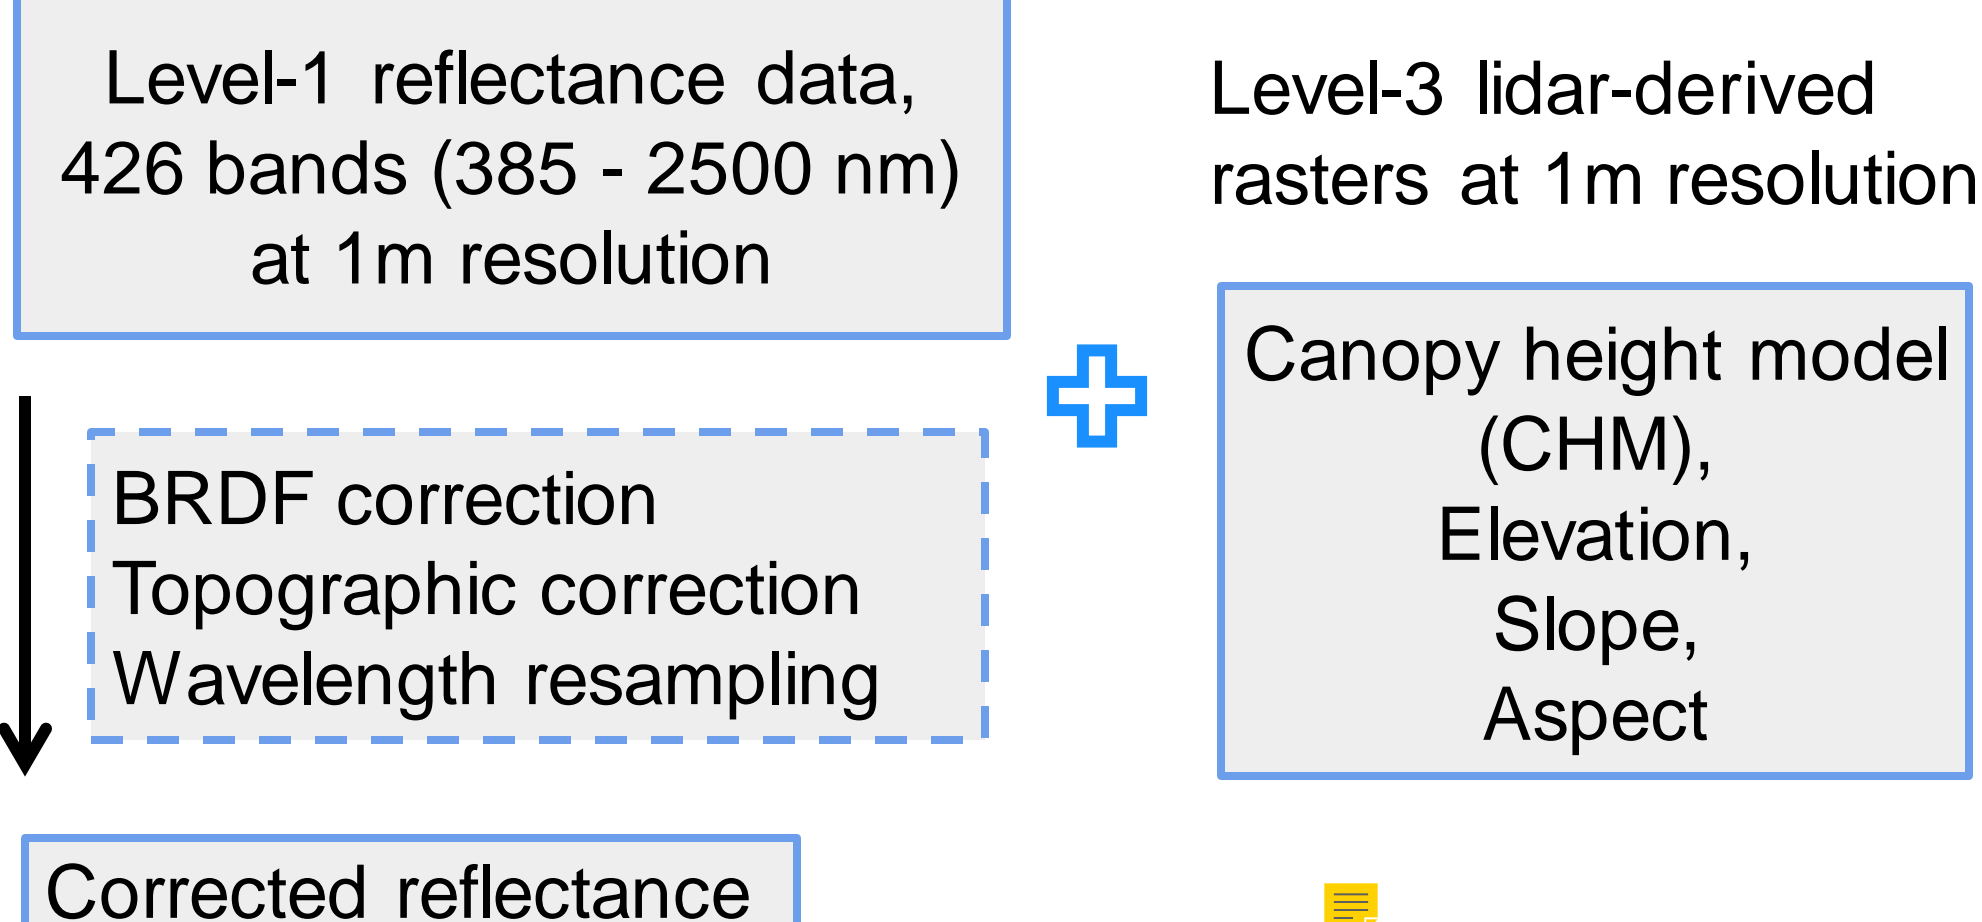 Level-1 reflectance data,
426 bands (385 - 2500 nm)
at 1m resolution
Level-3 lidar-derived
rasters at 1m resolution
Canopy height model
(CHM),
Elevation,
Slope,
Aspect
BRDF correction
Topographic correction
Wavelength resampling
Corrected reflectance